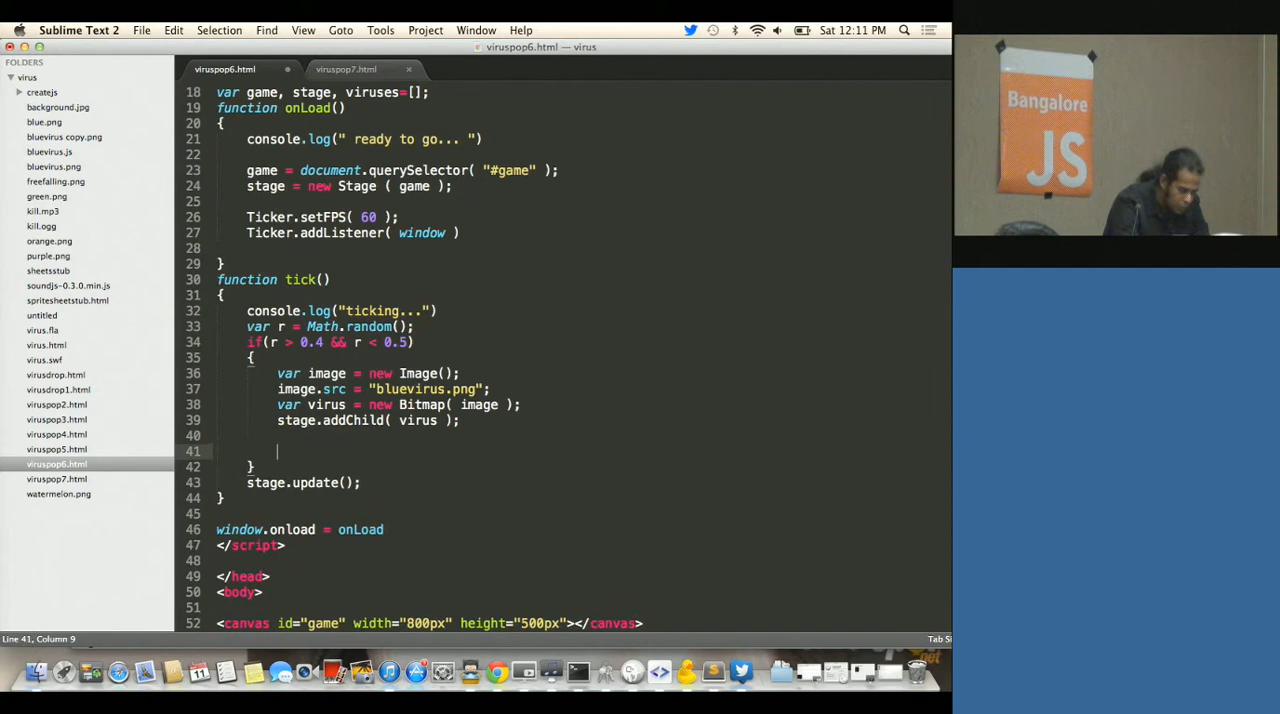 Sublime Text 2 File Edit Selection Find View Goto Tools Project Window Help Sat 12:11 PM
viruspop6.html — virus
FOLDERS
virus
createjs
background.jpg
blue.png
bluevirus copy.png
bluevirus.js
bluevirus.png
freefalling.png
green.png
kill.mp3
kill.ogg
orange.png
purple.png
sheetsstub
soundjs-0.3.0.min.js
spritesheetstub.html
untitled
virus.fla
virus.html
virus.swf
virusdrop.html
virusdrop1.html
viruspop2.html
viruspop3.html
viruspop4.html
viruspop5.html
viruspop6.html
viruspop7.html
watermelon.png
viruspop6.html viruspop7.html
18 var game, stage, viruses=[];
19 function onLoad()
20 {
21 console.log(" ready to go... ")
22
23 game = document.querySelector( "#game" );
24 stage = new Stage ( game );
25
26 Ticker.setFPS( 60 );
27 Ticker.addListener( window )
28
29 }
30 function tick()
31 {
32 console.log("ticking...")
33 var r = Math.random();
34 if(r > 0.4 && r < 0.5)
35 {
36 var image = new Image();
37 image.src = "bluevirus.png";
38 var virus = new Bitmap( image );
39 stage.addChild( virus );
40
41
42 }
43 stage.update();
44 }
45
46 window.onload = onLoad
47 </script>
48
49 </head>
50 <body>
51
52 <canvas id="game" width="800px" height="500px"></canvas>
Line 41, Column 9
Tab Si
Bangalore
JS